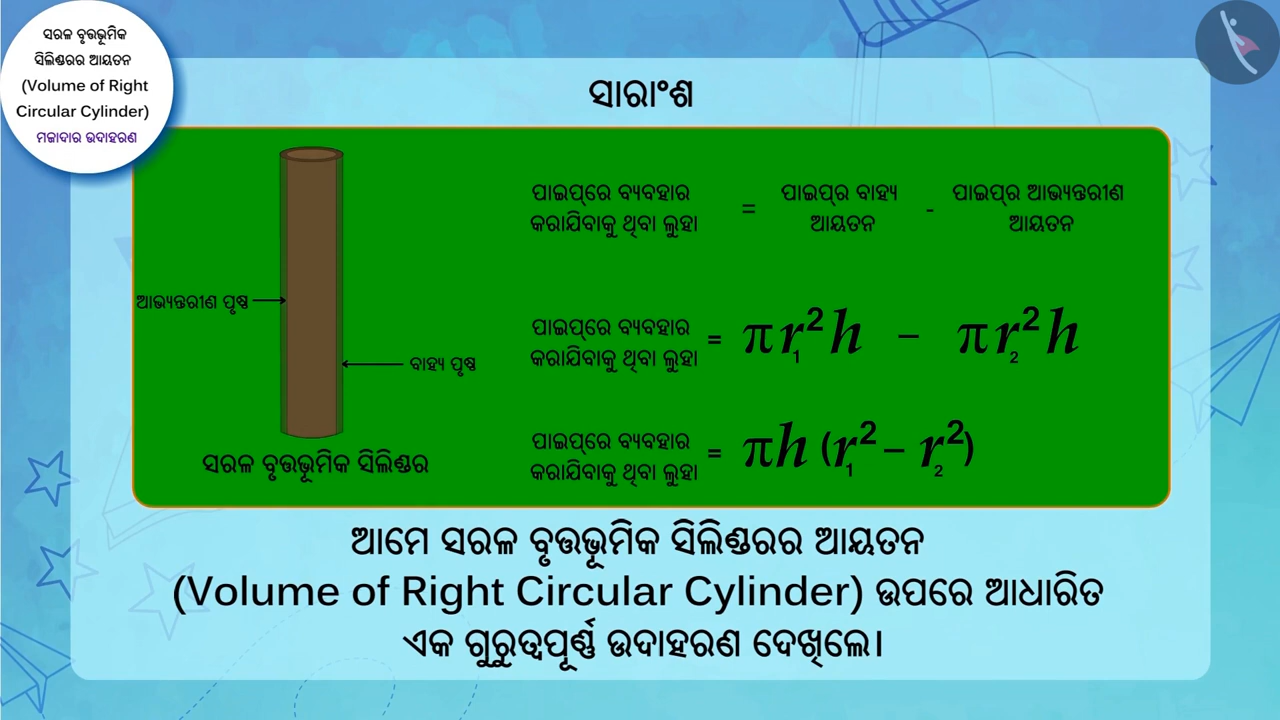 ସରଳ ବୃତ୍ତଭୂମିକ
ସିଲିଣ୍ଡରର ଆୟତନ
(Volume of Right
Circular Cylinder)
ମଜାଦାର ଉଦାହରଣ
ସାରାଂଶ
ପାଇପ୍‌ରେ ବ୍ୟବହାର
କରାଯିବାକୁ ଥିବା ଲୁହା
=
ପାଇପ୍‌ର ବାହ୍ୟ
ଆୟତନ
-
ପାଇପ୍‌ର ଆଭ୍ୟନ୍ତରୀଣ
ଆୟତନ
ଆଭ୍ୟନ୍ତରୀଣ ପୃଷ୍ଠ
ପାଇପ୍‌ରେ ବ୍ୟବହାର
କରାଯିବାକୁ ଥିବା ଲୁହା
= πr₁²h − πr₂²h
ବାହ୍ୟ ପୃଷ୍ଠ
ପାଇପ୍‌ରେ ବ୍ୟବହାର
କରାଯିବାକୁ ଥିବା ଲୁହା
= πh (r₁² − r₂²)
ସରଳ ବୃତ୍ତଭୂମିକ ସିଲିଣ୍ଡର
ଆମେ ସରଳ ବୃତ୍ତଭୂମିକ ସିଲିଣ୍ଡରର ଆୟତନ
(Volume of Right Circular Cylinder) ଉପରେ ଆଧାରିତ
ଏକ ଗୁରୁତ୍ୱପୂର୍ଣ୍ଣ ଉଦାହରଣ ଦେଖିଲେ।